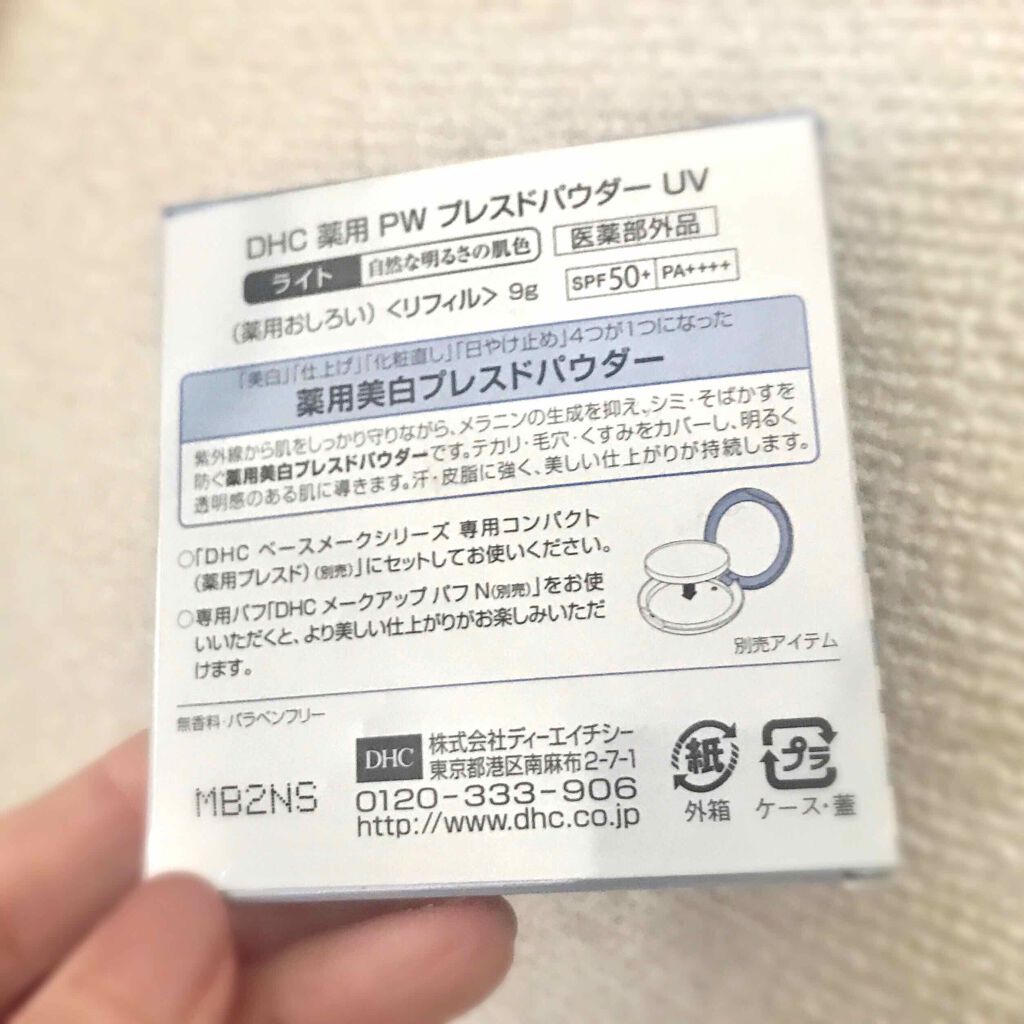 DHC 薬用 PW プレスドパウダー UV
ライト 自然な明るさの肌色 医薬部外品
(薬用おしろい)〈リフィル〉 9g SPF50+ PA++++
「美白」「仕上げ」「化粧直し」「日やけ止め」4つが1つになった
薬用美白プレスドパウダー
紫外線から肌をしっかり守りながら、メラニンの生成を抑え、シミ・そばかすを
防ぐ薬用美白プレスドパウダーです。テカリ・毛穴・くすみをカバーし、明るく
透明感のある肌に導きます。汗・皮脂に強く、美しい仕上がりが持続します。
○「DHC ベースメークシリーズ 専用コンパクト
(薬用プレスド)(別売)」にセットしてお使いください。
○専用パフ「DHC メークアップ パフ N(別売)」をお使
いいただくと、より美しい仕上がりがお楽しみいただ
けます。
別売アイテム
無香料・パラベンフリー
MB2NS
DHC
株式会社ディーエイチシー
東京都港区南麻布2-7-1
0120-333-906
http://www.dhc.co.jp
紙
外箱
プラ
ケース・蓋